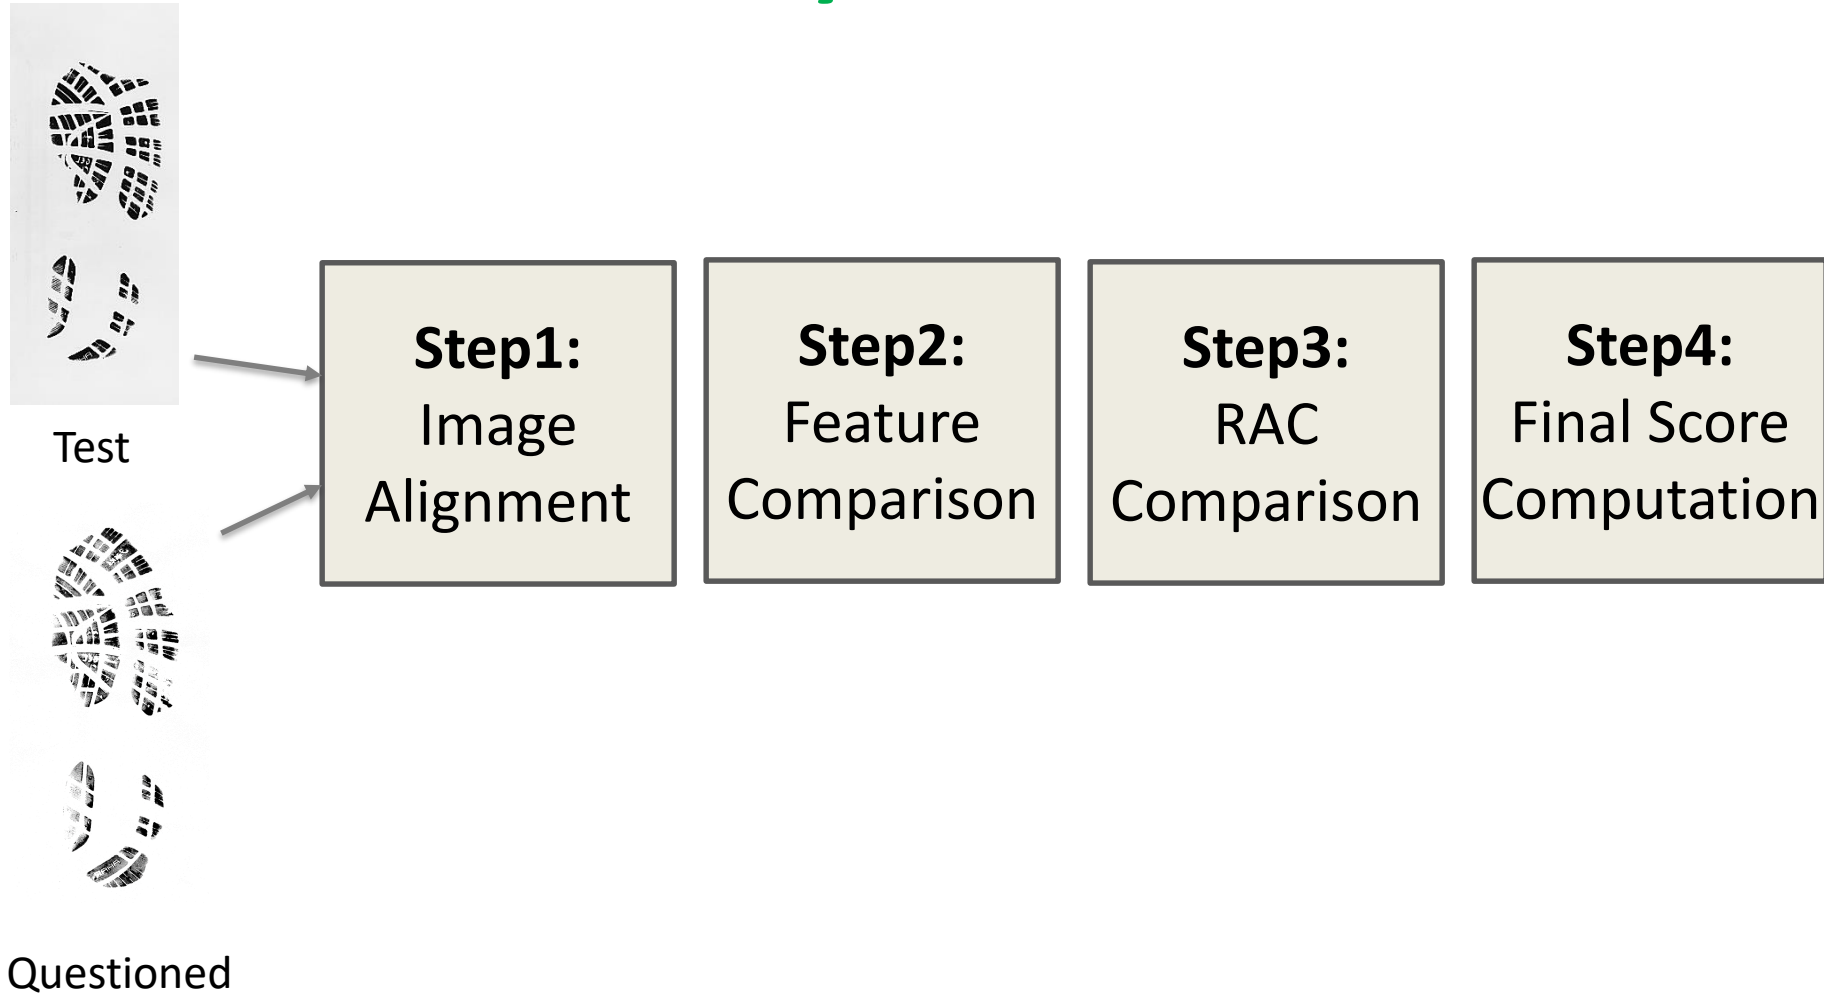 Test
Questioned
Step1:
Image
Alignment
Step2:
Feature
Comparison
Step3:
RAC
Comparison
Step4:
Final Score
Computation